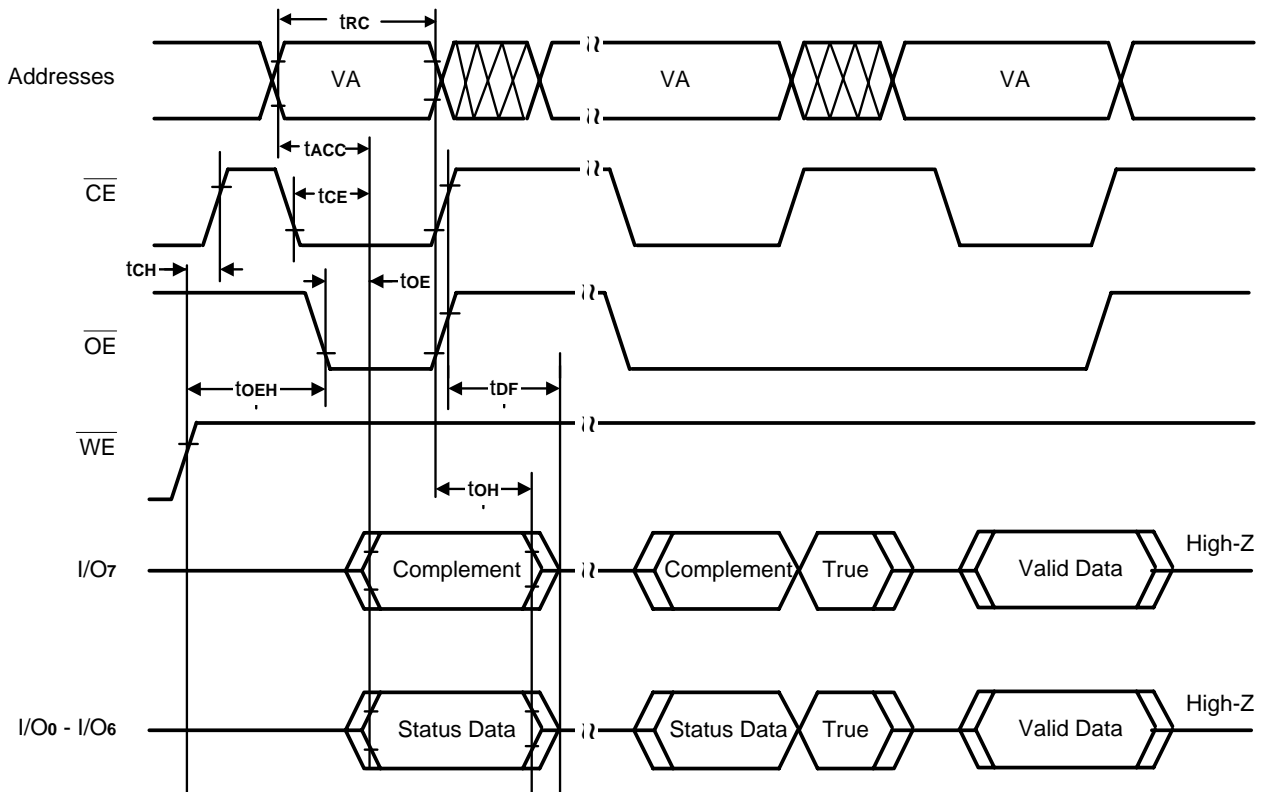 tRC
Addresses VA VA VA
tACC
CE
tCE
tCH
tOE
OE
tOEH tDF
WE
tOH
I/O7 Complement Complement True Valid Data High-Z
I/O0 - I/O6 Status Data Status Data True Valid Data High-Z